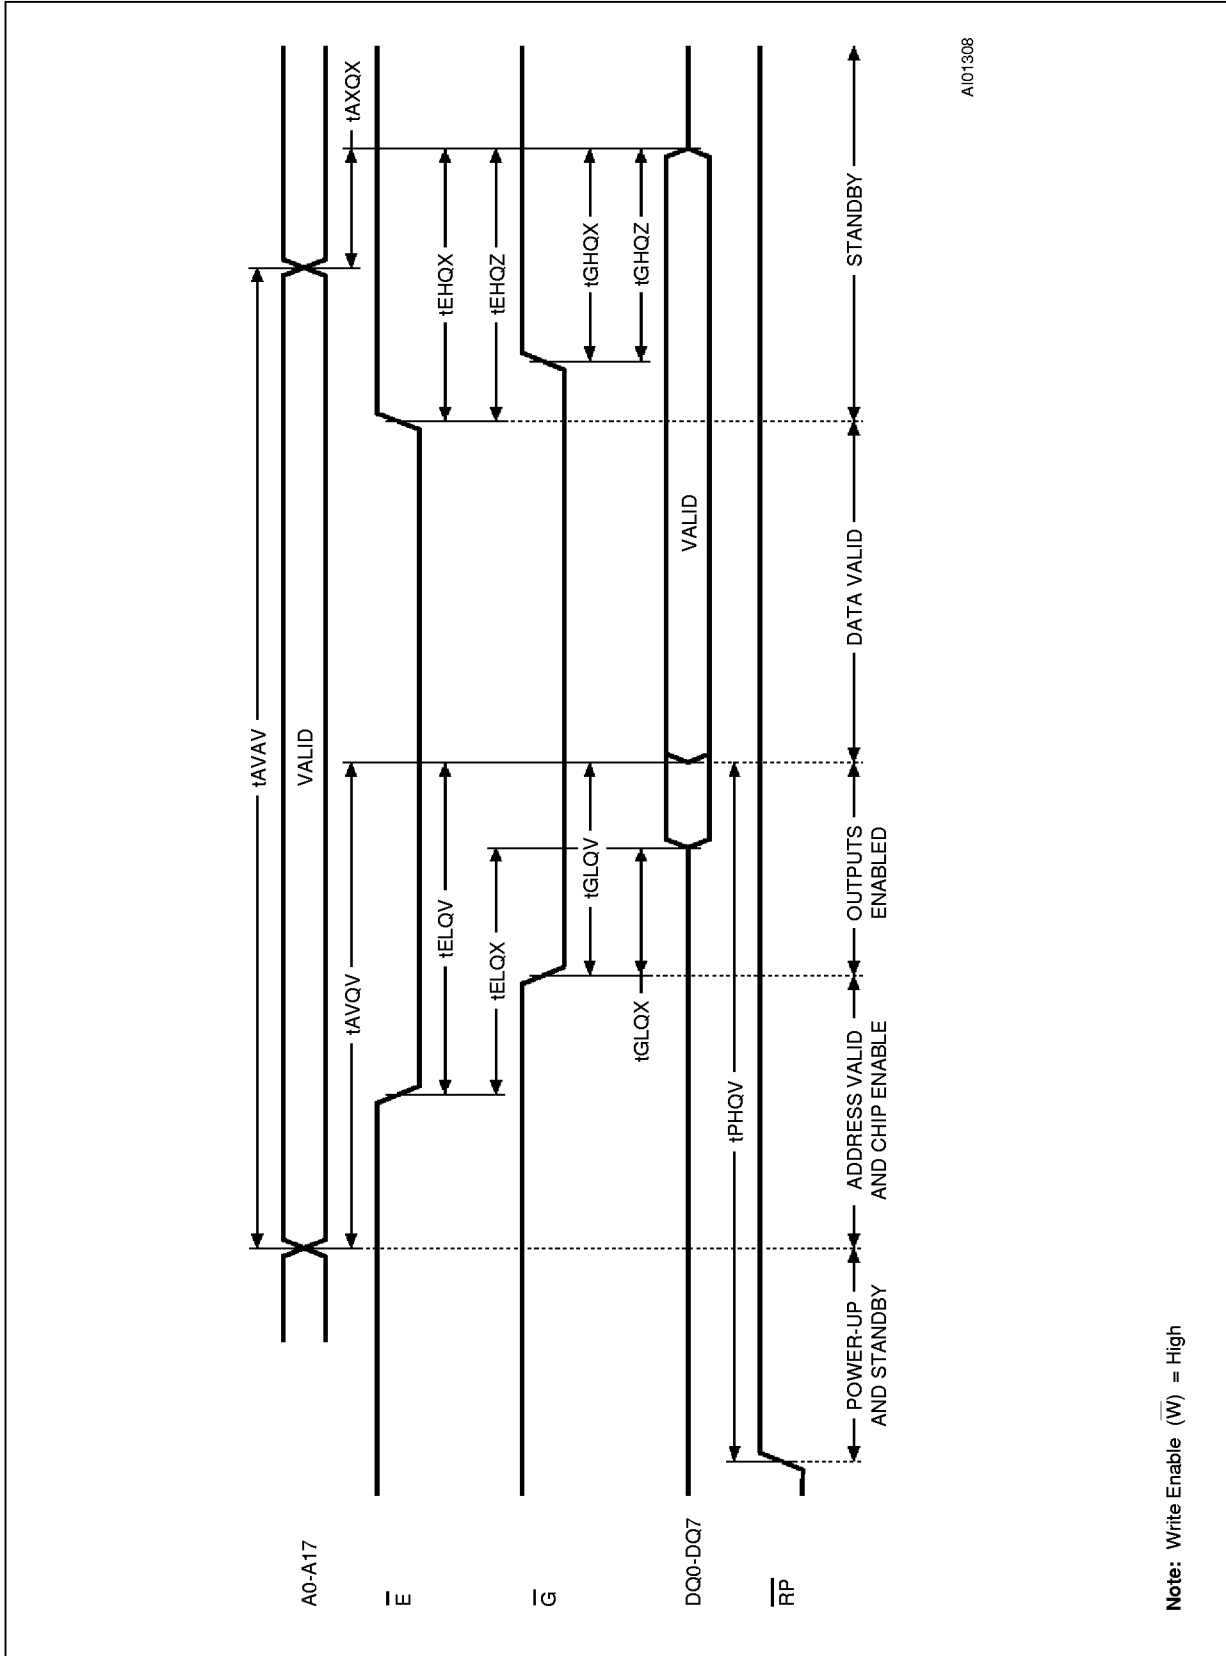 A0-A17
VALID
tAVAV
tAVQV
tAXQX
E
tELQV
tEHQX
tELQX
tEHQZ
G
tGLQV
tGHQX
tGLQX
tGHQZ
DQ0-DQ7
VALID
tPHQV
RP
POWER-UP
AND STANDBY
ADDRESS VALID
AND CHIP ENABLE
OUTPUTS
ENABLED
DATA VALID
STANDBY
AI01308
Note: Write Enable (W̅) = High